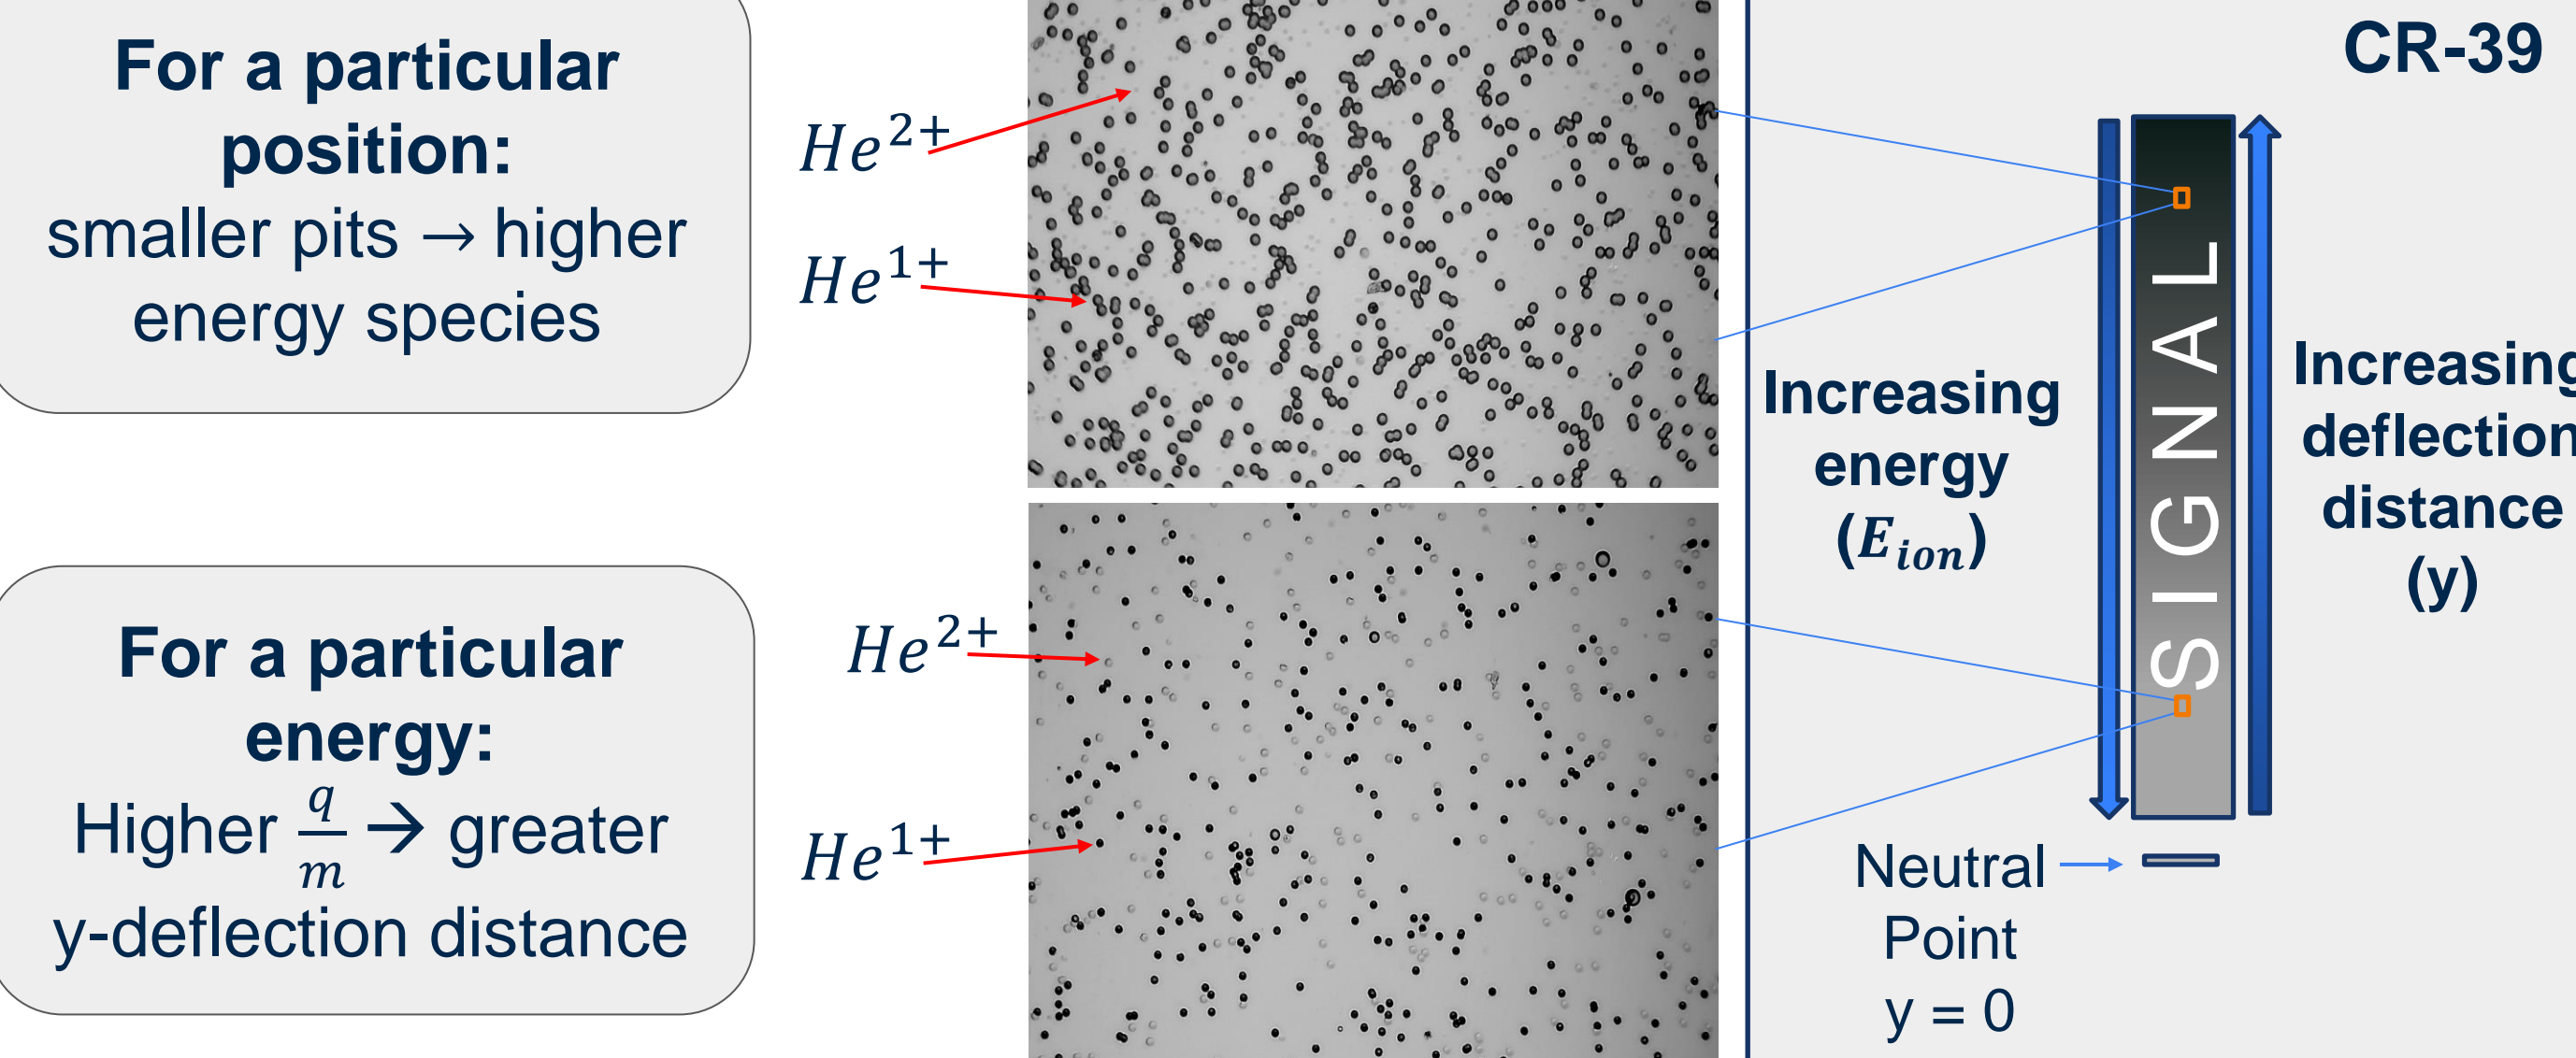 For a particular
position:
smaller pits → higher
energy species
For a particular
energy:
Higher q/m → greater
y-deflection distance
He²⁺
He¹⁺
He²⁺
He¹⁺
CR-39
Increasing
energy
(E_ion)
SIGNAL
Increasing
deflection
distance
(y)
Neutral
Point
y = 0